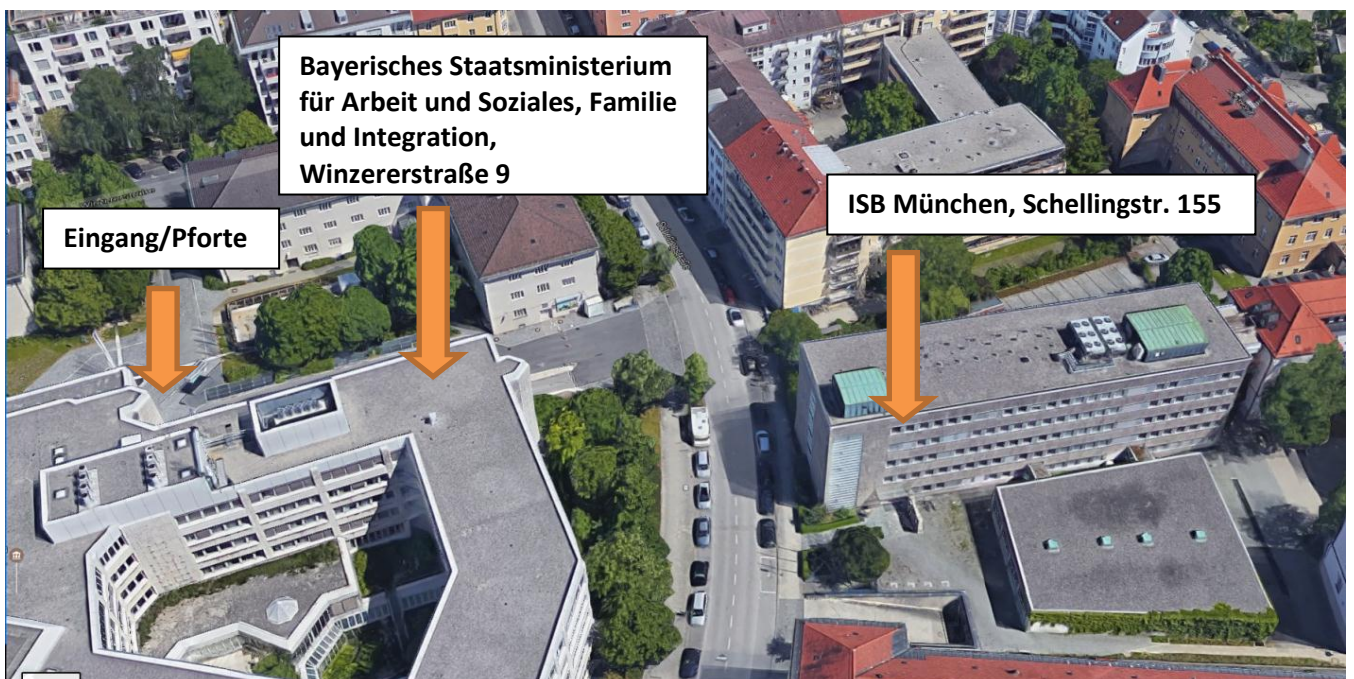 Bayerisches Staatsministerium
für Arbeit und Soziales, Familie
und Integration,
Winzererstraße 9
Eingang/Pforte
ISB München, Schellingstr. 155